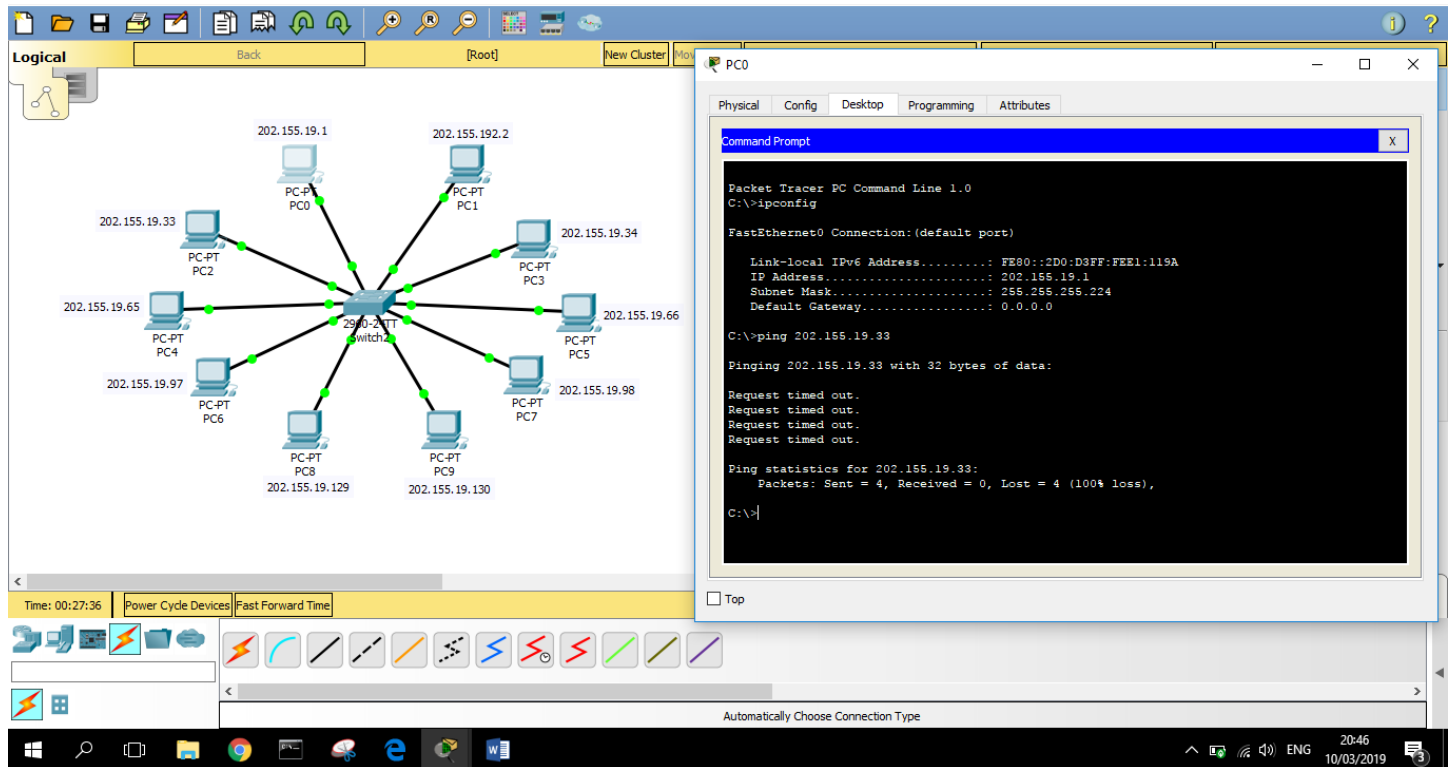 Logical
Back
[Root]
New Cluster
Mov
202.155.19.1
202.155.192.2
PC-PT
PC0
PC-PT
PC1
202.155.19.33
PC-PT
PC2
202.155.19.34
PC-PT
PC3
202.155.19.65
PC-PT
PC4
2960-24TT
Switch2
202.155.19.66
PC-PT
PC5
202.155.19.97
PC-PT
PC6
202.155.19.98
PC-PT
PC7
PC-PT
PC8
202.155.19.129
PC-PT
PC9
202.155.19.130
PC0
Physical Config Desktop Programming Attributes
Command Prompt X
Packet Tracer PC Command Line 1.0
C:\>ipconfig
FastEthernet0 Connection:(default port)
Link-local IPv6 Address.........: FE80::2D0:D3FF:FEE1:119A
IP Address......................: 202.155.19.1
Subnet Mask.....................: 255.255.255.224
Default Gateway.................: 0.0.0.0
C:\>ping 202.155.19.33
Pinging 202.155.19.33 with 32 bytes of data:
Request timed out.
Request timed out.
Request timed out.
Request timed out.
Ping statistics for 202.155.19.33:
Packets: Sent = 4, Received = 0, Lost = 4 (100% loss),
C:\>
Top
Time: 00:27:36 Power Cycle Devices Fast Forward Time
Automatically Choose Connection Type
ENG
20:46
10/03/2019
3